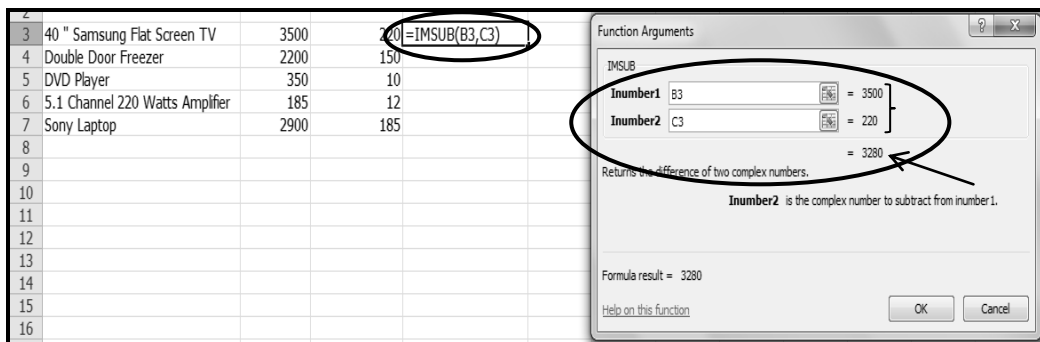 2
3 40 " Samsung Flat Screen TV 3500 220 =IMSUB(B3,C3)
4 Double Door Freezer 2200 150
5 DVD Player 350 10
6 5.1 Channel 220 Watts Amplifier 185 12
7 Sony Laptop 2900 185
8
9
10
11
12
13
14
15
16
Function Arguments ? X
IMSUB
Inumber1 B3 = 3500
Inumber2 C3 = 220
= 3280
Returns the difference of two complex numbers.
Inumber2 is the complex number to subtract from inumber1.
Formula result = 3280
Help on this function OK Cancel